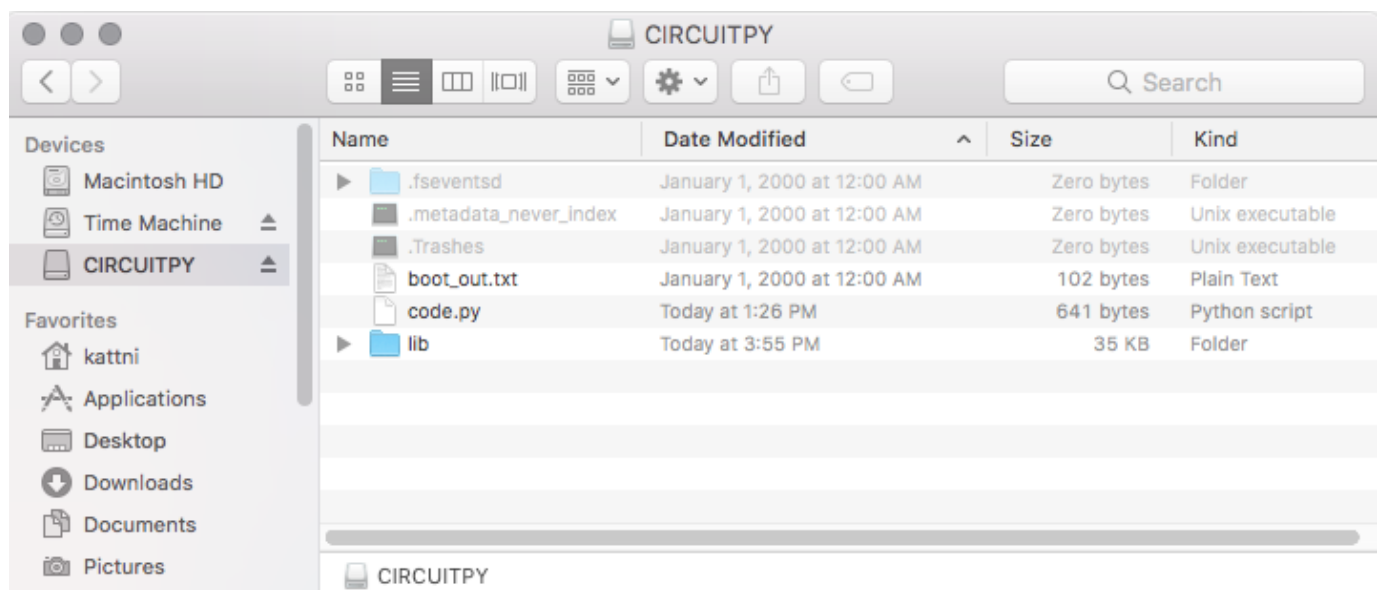 CIRCUITPY
Search
Devices
Macintosh HD
Time Machine
CIRCUITPY
Favorites
kattni
Applications
Desktop
Downloads
Documents
Pictures
Name Date Modified Size Kind
.fseventsd January 1, 2000 at 12:00 AM Zero bytes Folder
.metadata_never_index January 1, 2000 at 12:00 AM Zero bytes Unix executable
.Trashes January 1, 2000 at 12:00 AM Zero bytes Unix executable
boot_out.txt January 1, 2000 at 12:00 AM 102 bytes Plain Text
code.py Today at 1:26 PM 641 bytes Python script
lib Today at 3:55 PM 35 KB Folder
CIRCUITPY